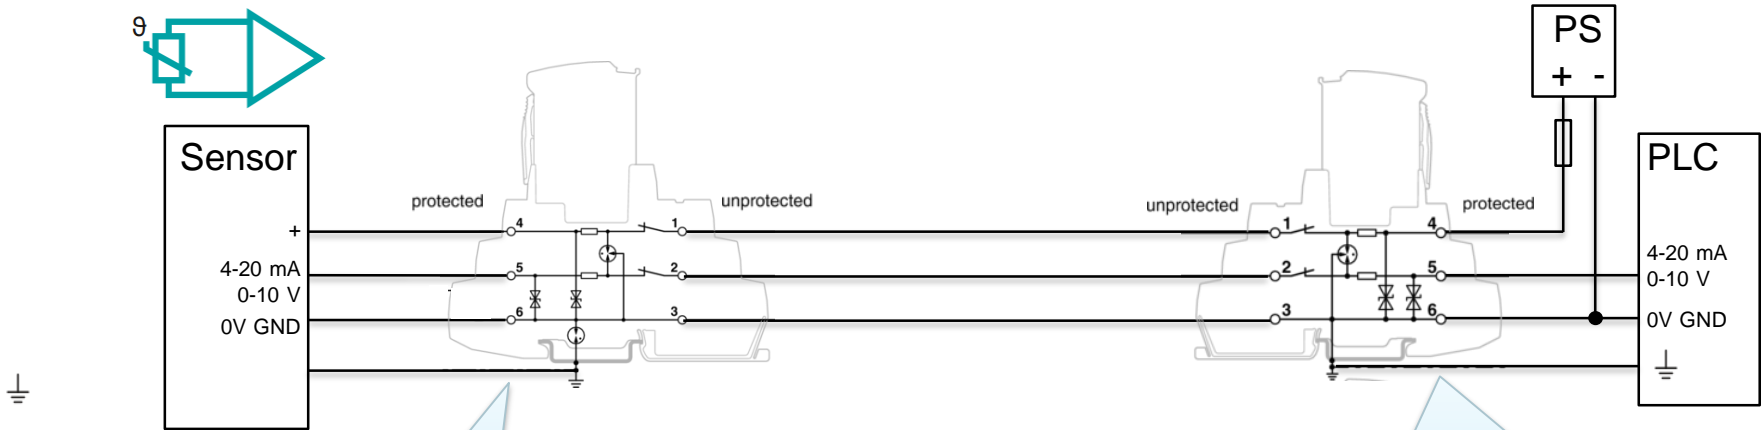 ϑ
PS
+ -
Sensor
PLC
protected
unprotected
unprotected
protected
+
4
1
1
4
4-20 mA
0-10 V
5
2
2
5
4-20 mA
0-10 V
0V GND
6
3
3
6
0V GND